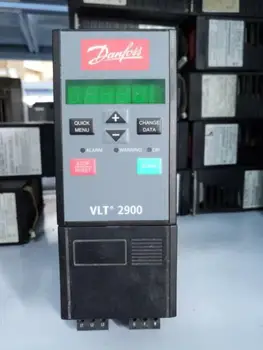 Danfoss
QUICK
MENU
+
-
CHANGE
DATA
ALARM
WARNING
ON
STOP
RESET
START
VLT® 2900